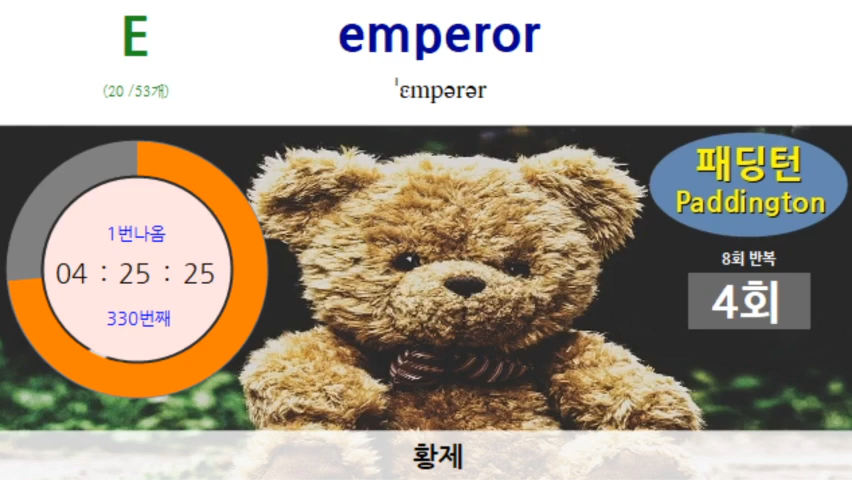 E
(20 /53개)
emperor
ˈɛmpərər
1번나옴
04 : 25 : 25
330번째
패딩턴
Paddington
8회 반복
4회
황제